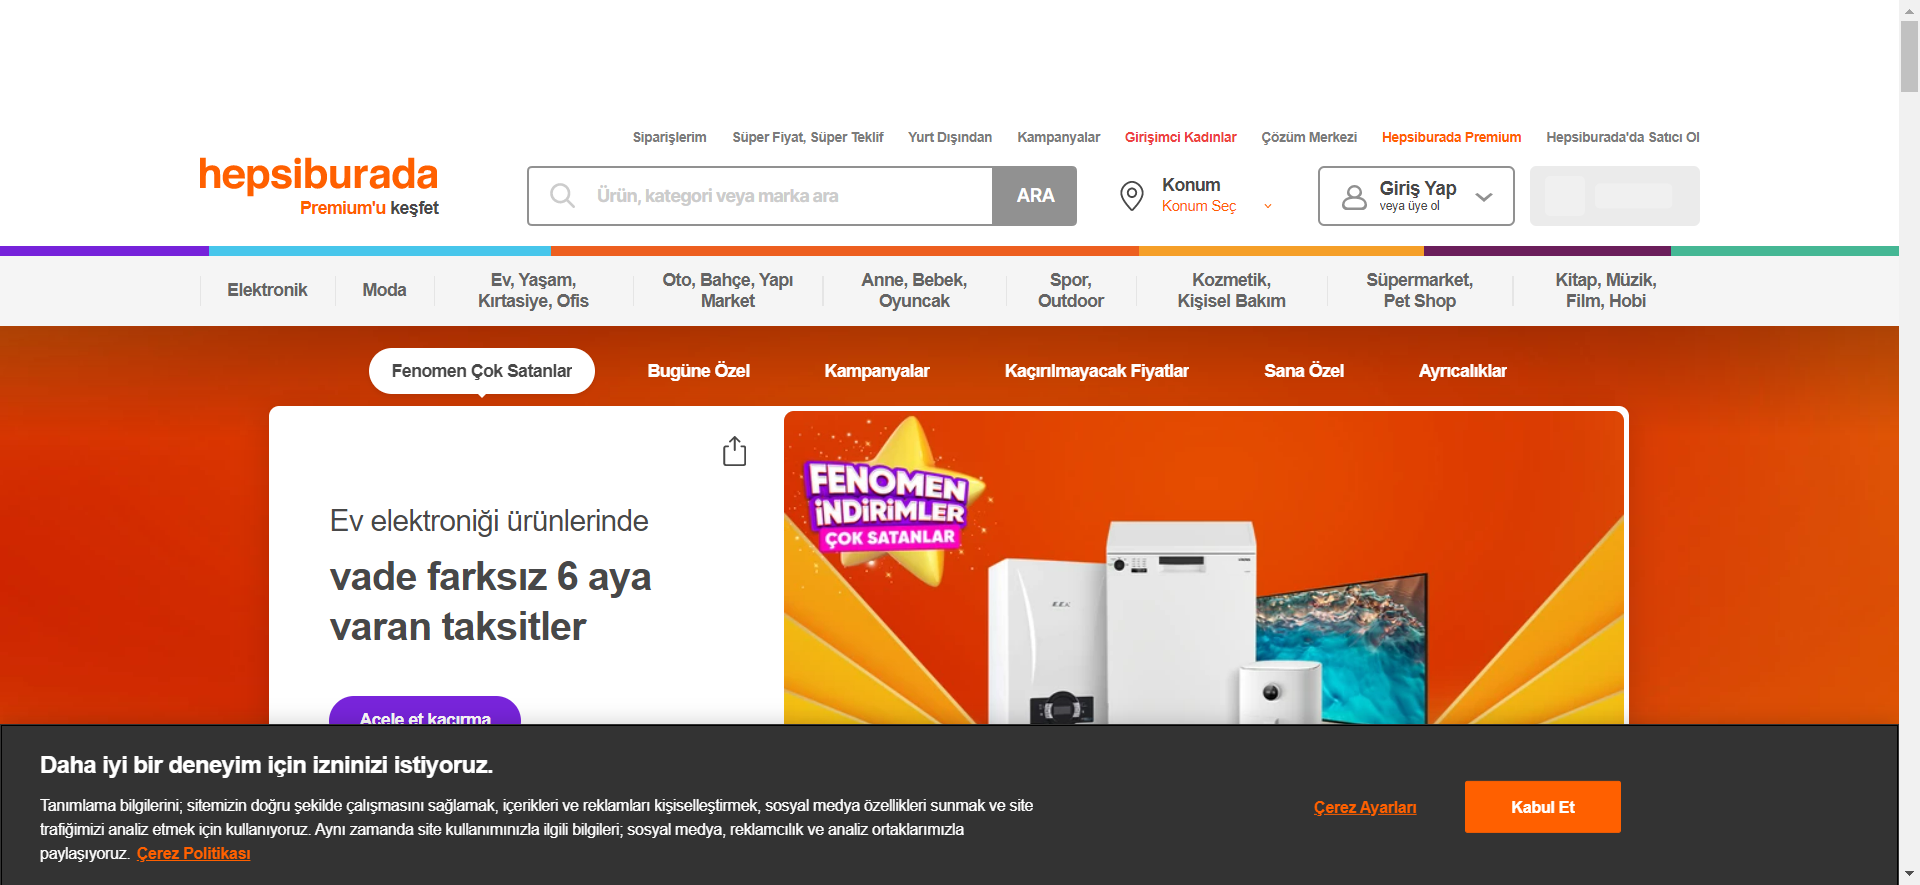 Siparişlerim Süper Fiyat, Süper Teklif Yurt Dışından Kampanyalar Girişimci Kadınlar Çözüm Merkezi Hepsiburada Premium Hepsiburada'da Satıcı Ol
hepsiburada
Premium'u keşfet
Ürün, kategori veya marka ara
ARA
Konum
Konum Seç
Giriş Yap
veya üye ol
Elektronik
Moda
Ev, Yaşam,
Kırtasiye, Ofis
Oto, Bahçe, Yapı
Market
Anne, Bebek,
Oyuncak
Spor,
Outdoor
Kozmetik,
Kişisel Bakım
Süpermarket,
Pet Shop
Kitap, Müzik,
Film, Hobi
Fenomen Çok Satanlar Bugüne Özel Kampanyalar Kaçırılmayacak Fiyatlar Sana Özel Ayrıcalıklar
Ev elektroniği ürünlerinde
vade farksız 6 aya
varan taksitler
Acele et kaçırma
FENOMEN
İNDİRİMLER
ÇOK SATANLAR
Daha iyi bir deneyim için izninizi istiyoruz.
Tanımlama bilgilerini; sitemizin doğru şekilde çalışmasını sağlamak, içerikleri ve reklamları kişiselleştirmek, sosyal medya özellikleri sunmak ve site
trafiğimizi analiz etmek için kullanıyoruz. Aynı zamanda site kullanımınızla ilgili bilgileri; sosyal medya, reklamcılık ve analiz ortaklarımızla
paylaşıyoruz. Çerez Politikası
Çerez Ayarları
Kabul Et